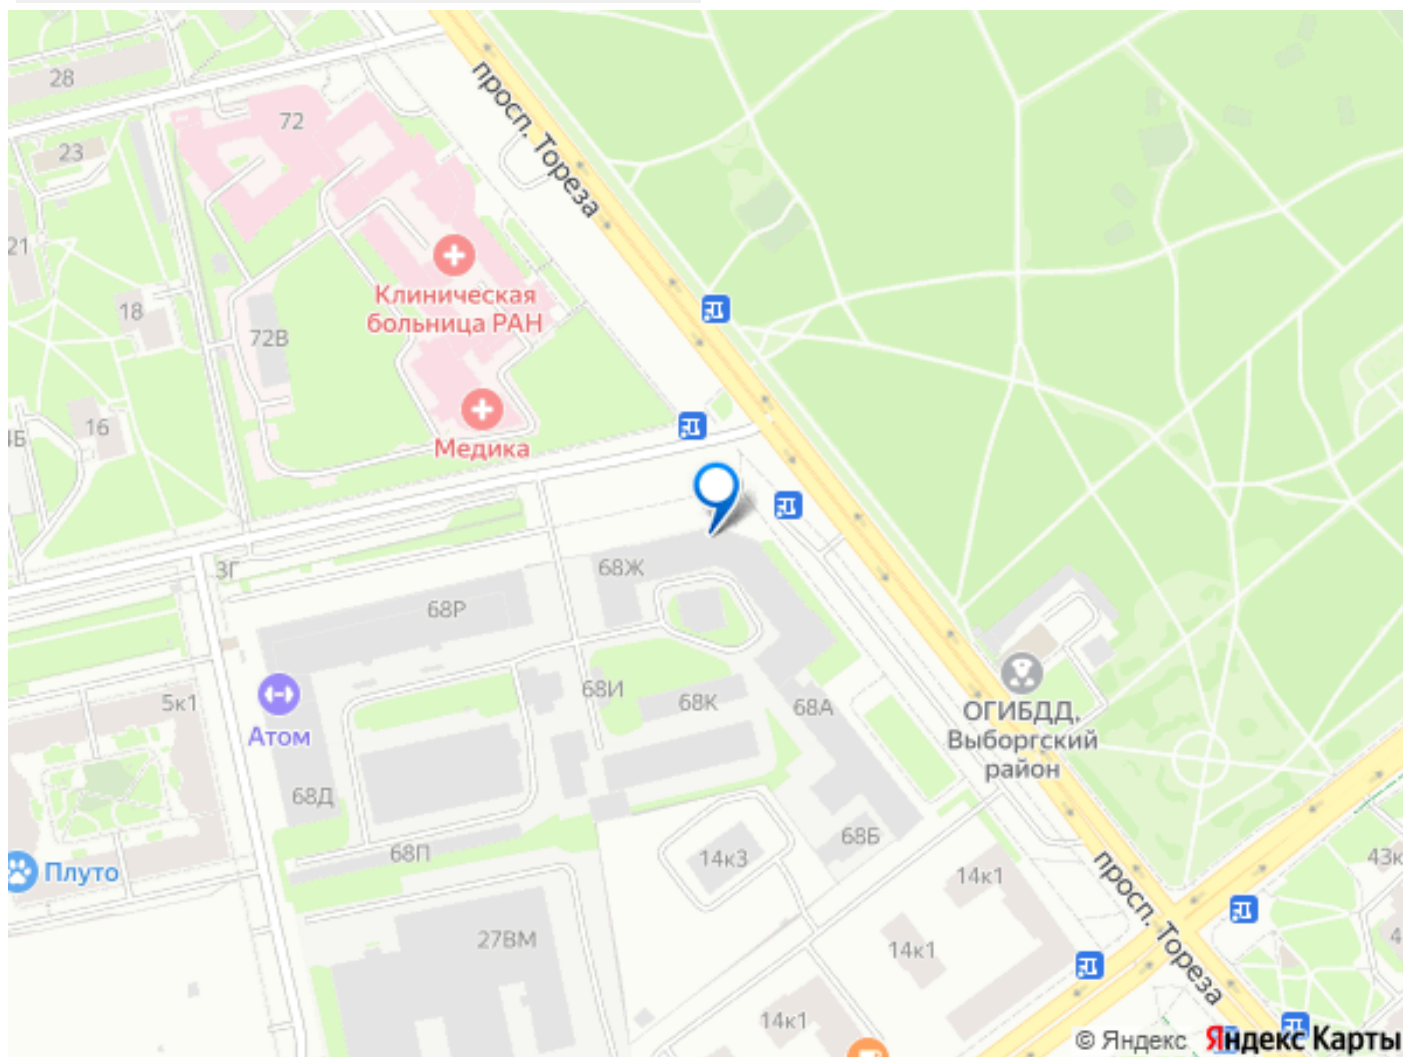 28
72
просп. Тореза
23
21
Клиническая
больница РАН
18
72В
16
Медика
3Г
68Ж
68Р
5к1
Атом
68И
68К
68А
ОГИБДД,
Выборгский
район
68Д
68Б
68П
14к3
Плуто
14к1
43к
просп. Тореза
27ВМ
14к1
14к1
© Яндекс Яндекс Карты